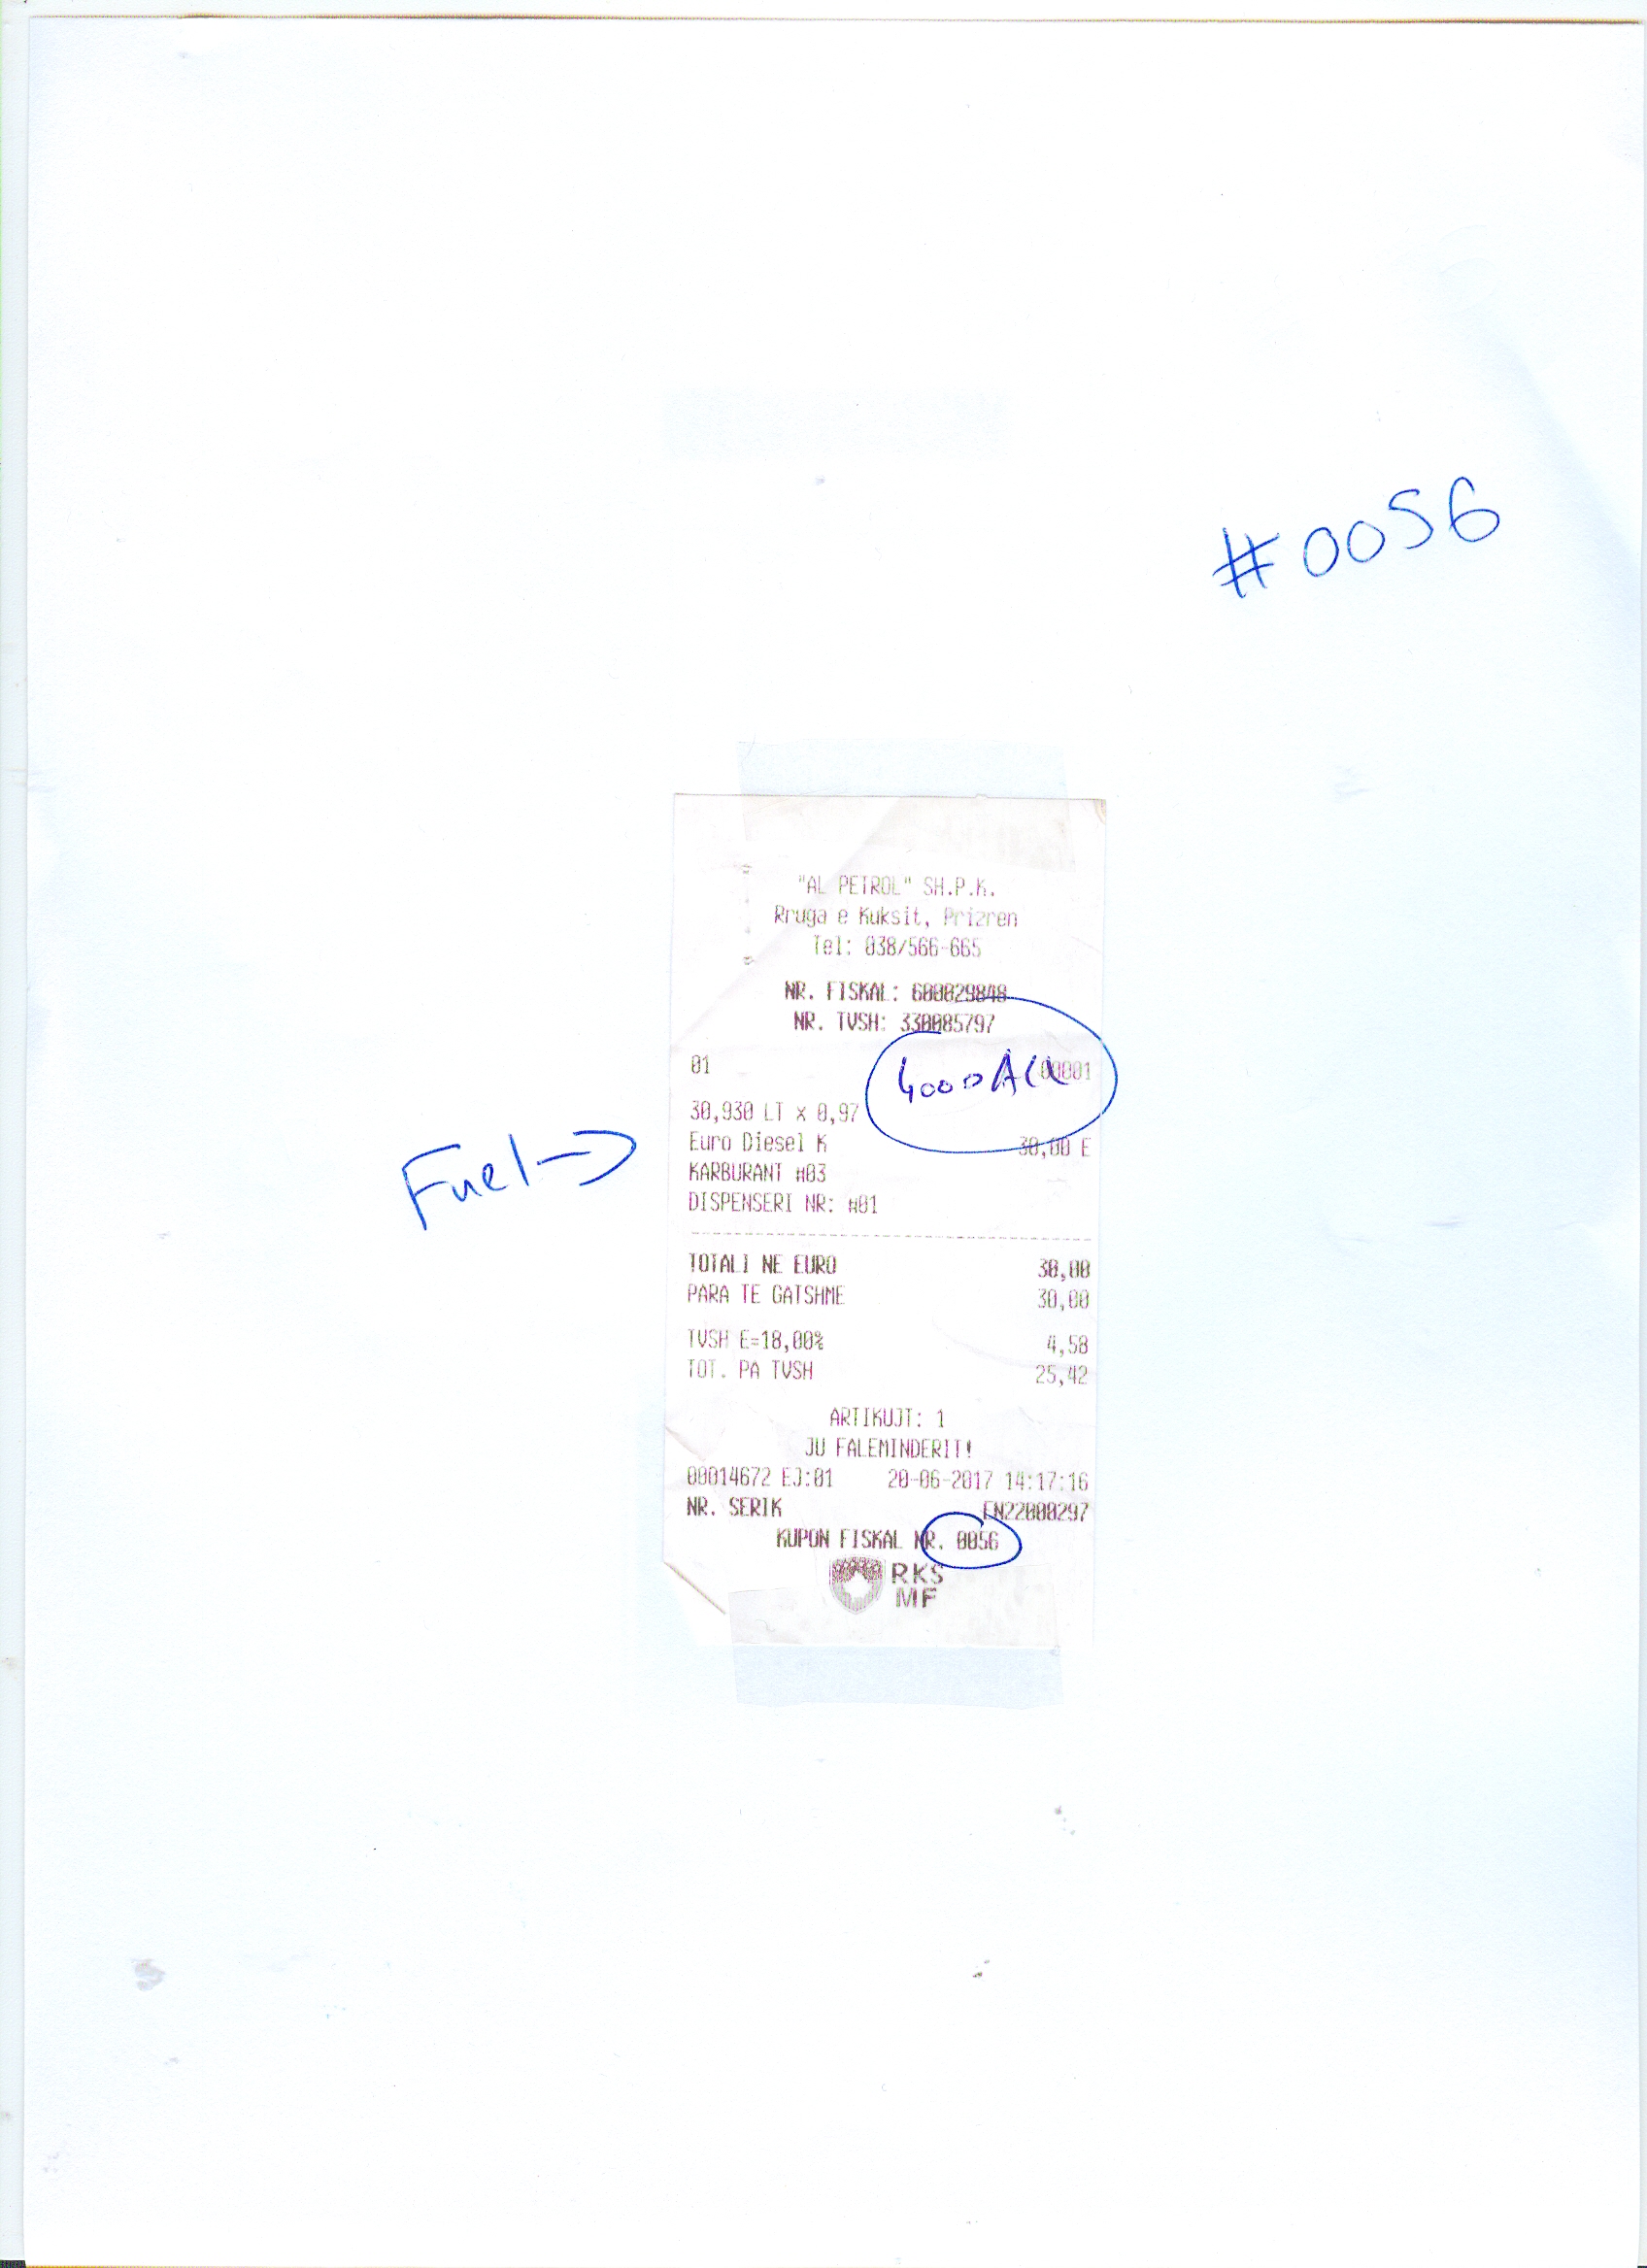 #0056
"AL PETROL" SH.P.K.
Rruga e Kuksit, Prizren
Tel: 038/566-665
NR. FISKAL: 600029848
NR. TVSH: 330085797
01 00001
4000 ALL
30,930 LT x 0,97
Fuel→
Euro Diesel K 30,00 E
KARBURANT #03
DISPENSERI NR: #01
TOTALI NE EURO 30,00
PARA TE GATSHME 30,00
TVSH E=18,00% 4,58
TOT. PA TVSH 25,42
ARTIKUJT: 1
JU FALEMINDERIT!
00014672 EJ:01 20-06-2017 14:17:16
NR. SERIK EN22000297
KUPON FISKAL NR. 0056
RKS
MF